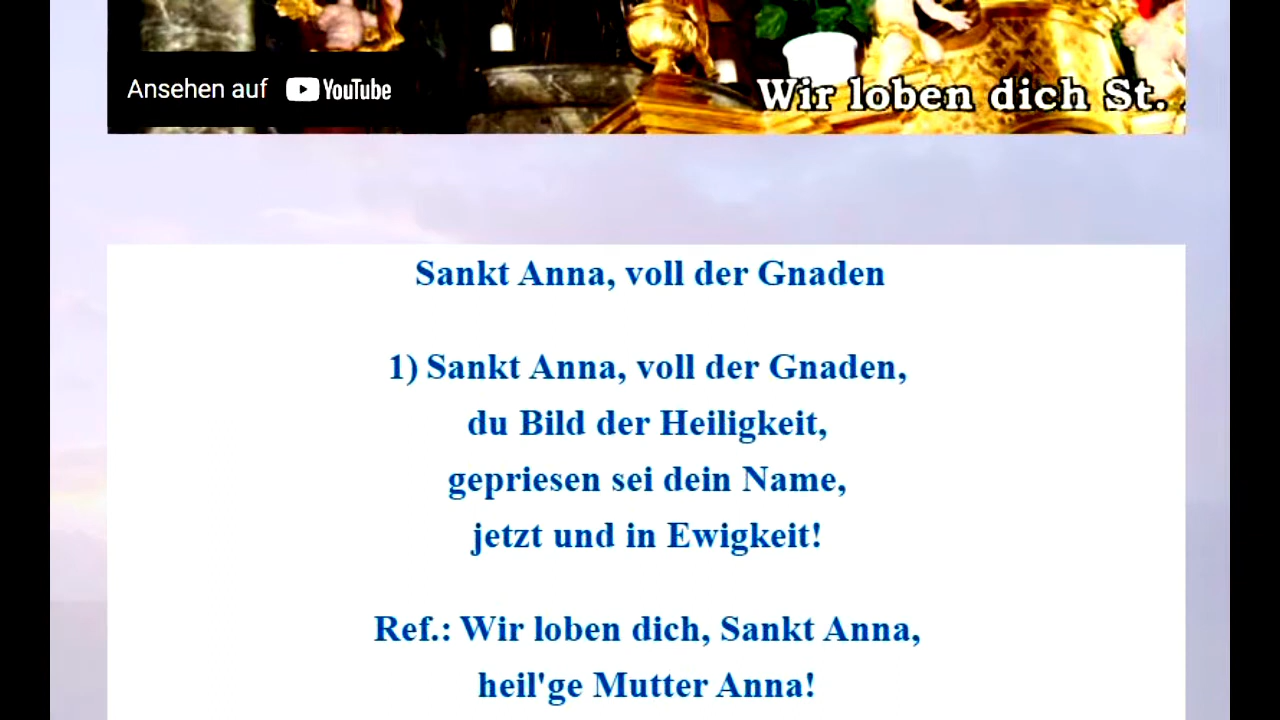 Ansehen auf YouTube
Wir loben dich St.
Sankt Anna, voll der Gnaden
1) Sankt Anna, voll der Gnaden,
du Bild der Heiligkeit,
gepriesen sei dein Name,
jetzt und in Ewigkeit!
Ref.: Wir loben dich, Sankt Anna,
heil'ge Mutter Anna!